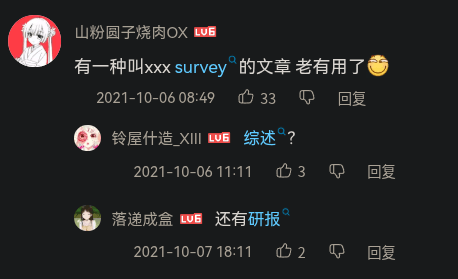 山粉圆子烧肉OX LV6
有一种叫xxx survey的文章 老有用了
2021-10-06 08:49 33 回复
铃屋什造_XIII LV6 综述?
2021-10-06 11:11 3 回复
落递成盒 LV6 还有研报
2021-10-07 18:11 2 回复